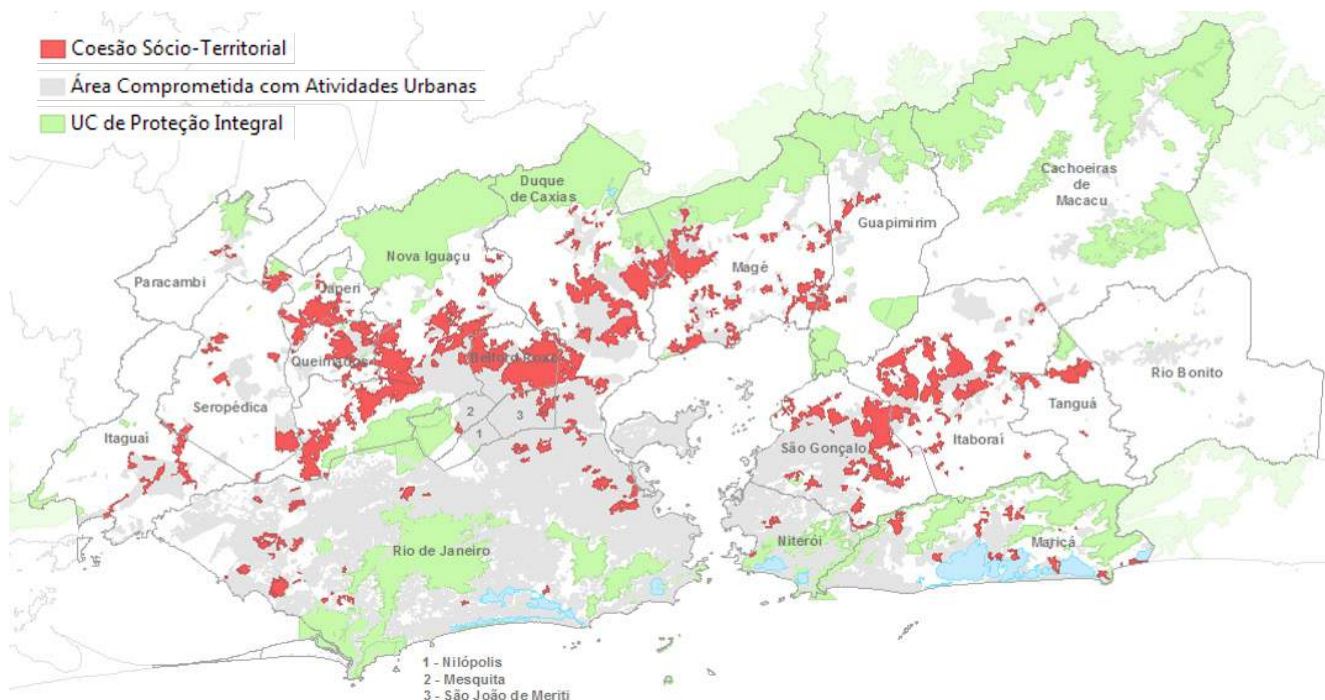 Coesão Sócio-Territorial
Área Comprometida com Atividades Urbanas
UC de Proteção Integral
Duque
de Caxias
Cachoeiras
de
Macacu
Guapimirim
Nova Iguaçu
Magé
Paracambi
Japeri
Queimados
Belford Roxo
Rio Bonito
Seropédica
Tanguá
2
3
1
Itaguaí
Itaboraí
São Gonçalo
Rio de Janeiro
Niterói
Maricá
1 - Nilópolis
2 - Mesquita
3 - São João de Meriti